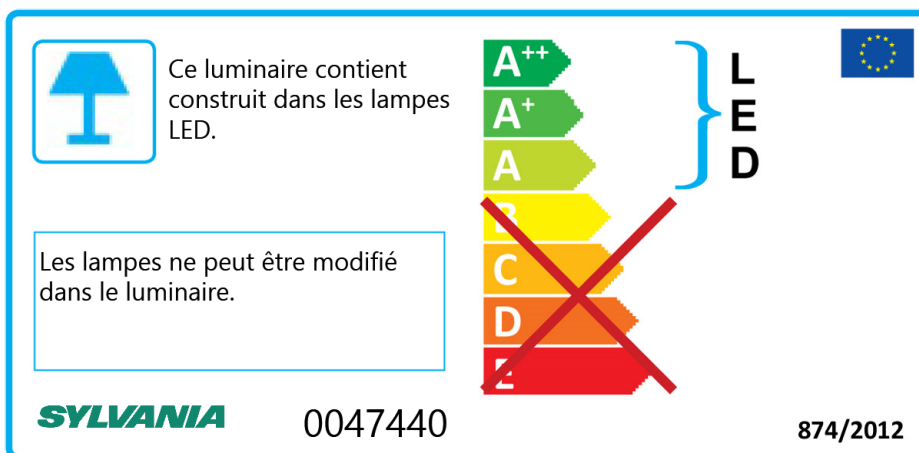 Ce luminaire contient
construit dans les lampes
LED.
Les lampes ne peut être modifié
dans le luminaire.
SYLVANIA
0047440
A++
A+
A
B
C
D
E
L
E
D
874/2012